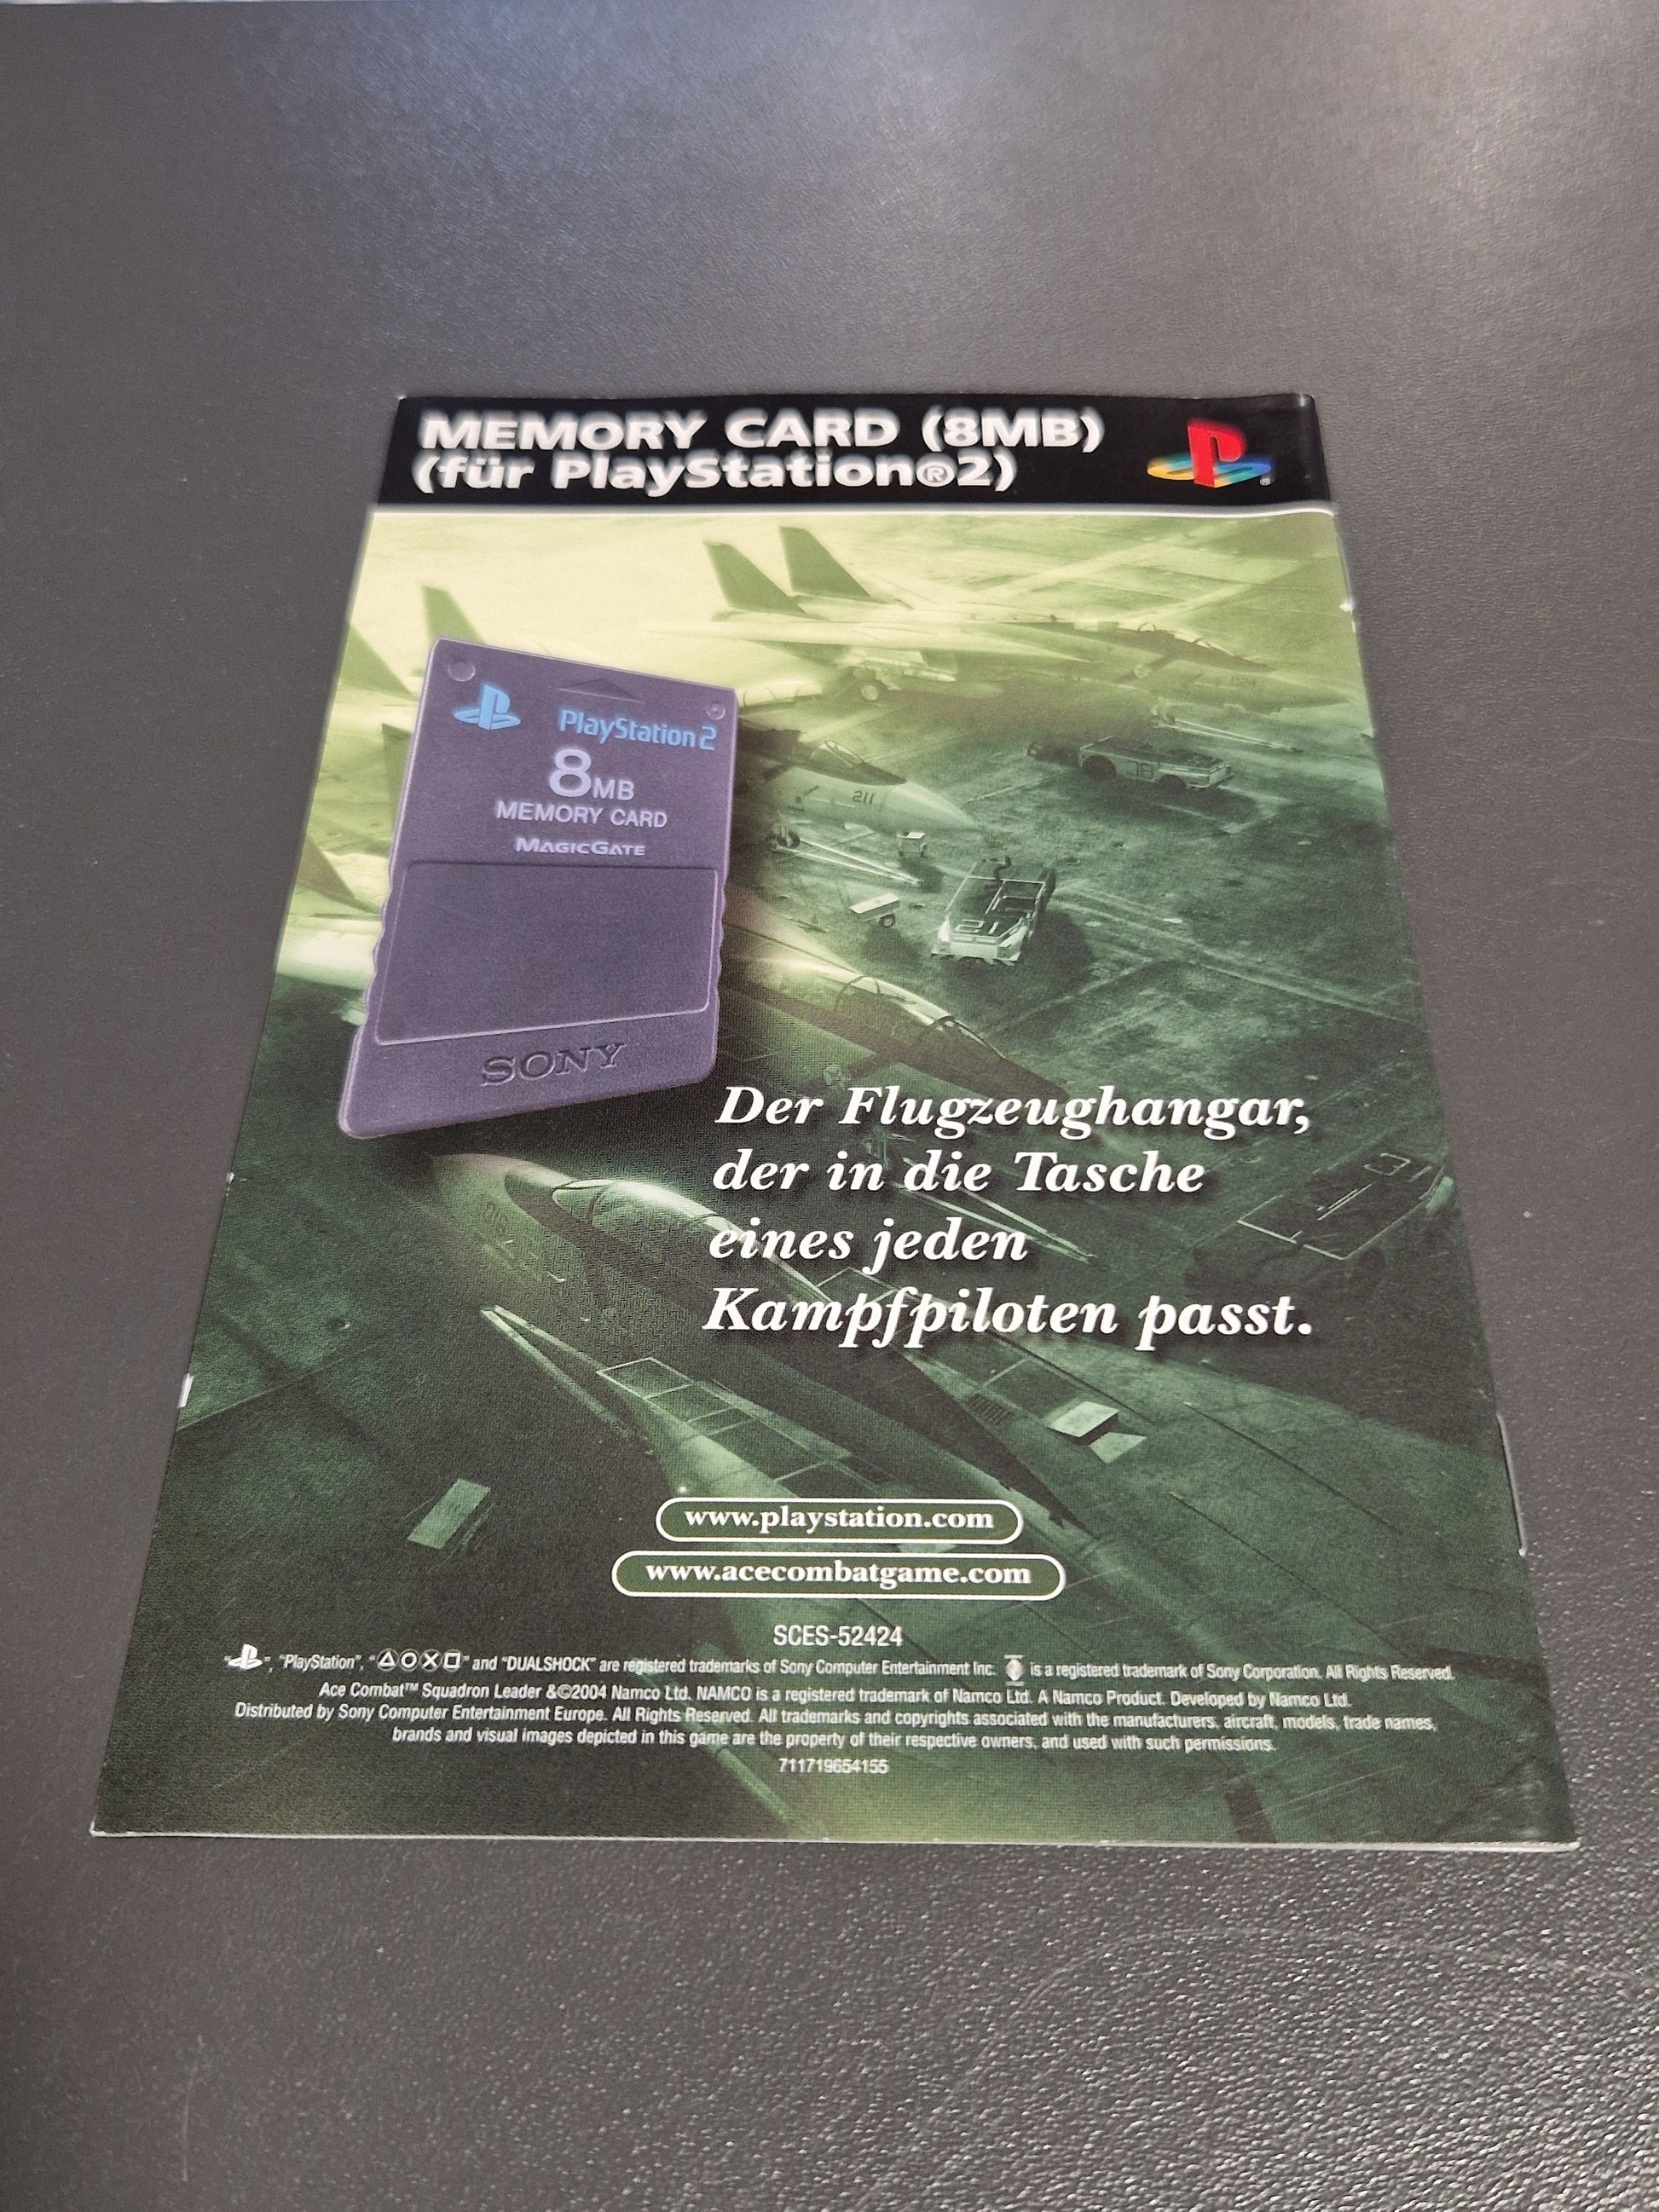 MEMORY CARD (8MB)
(für PlayStation®2)
PlayStation 2
8MB
MEMORY CARD
MAGICGATE
SONY
211
Der Flugzeughangar,
der in die Tasche
eines jeden
Kampfpiloten passt.
www.playstation.com
www.acecombatgame.com
SCES-52424
" ", "PlayStation", "△○✕□" and "DUALSHOCK" are registered trademarks of Sony Computer Entertainment Inc. is a registered trademark of Sony Corporation. All Rights Reserved.
Ace Combat™ Squadron Leader &©2004 Namco Ltd. NAMCO is a registered trademark of Namco Ltd. A Namco Product. Developed by Namco Ltd.
Distributed by Sony Computer Entertainment Europe. All Rights Reserved. All trademarks and copyrights associated with the manufacturers, aircraft, models, trade names,
brands and visual images depicted in this game are the property of their respective owners, and used with such permissions.
711719654155